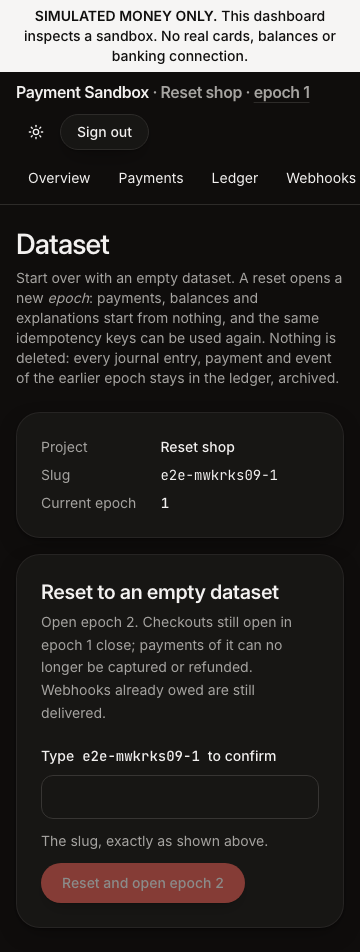 SIMULATED MONEY ONLY. This dashboard
inspects a sandbox. No real cards, balances or
banking connection.
Payment Sandbox · Reset shop · epoch 1
Sign out
Overview Payments Ledger Webhooks
Dataset
Start over with an empty dataset. A reset opens a
new epoch: payments, balances and
explanations start from nothing, and the same
idempotency keys can be used again. Nothing is
deleted: every journal entry, payment and event
of the earlier epoch stays in the ledger, archived.
Project Reset shop
Slug e2e-mwkrks09-1
Current epoch 1
Reset to an empty dataset
Open epoch 2. Checkouts still open in
epoch 1 close; payments of it can no
longer be captured or refunded.
Webhooks already owed are still
delivered.
Type e2e-mwkrks09-1 to confirm
The slug, exactly as shown above.
Reset and open epoch 2